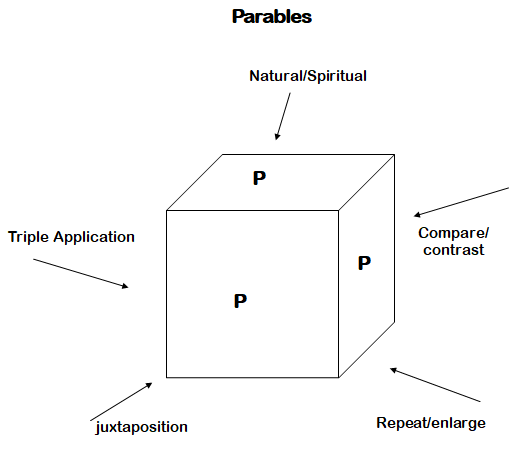 Parables
Natural/Spiritual
P
Triple Application
Compare/
contrast
P
P
juxtaposition
Repeat/enlarge